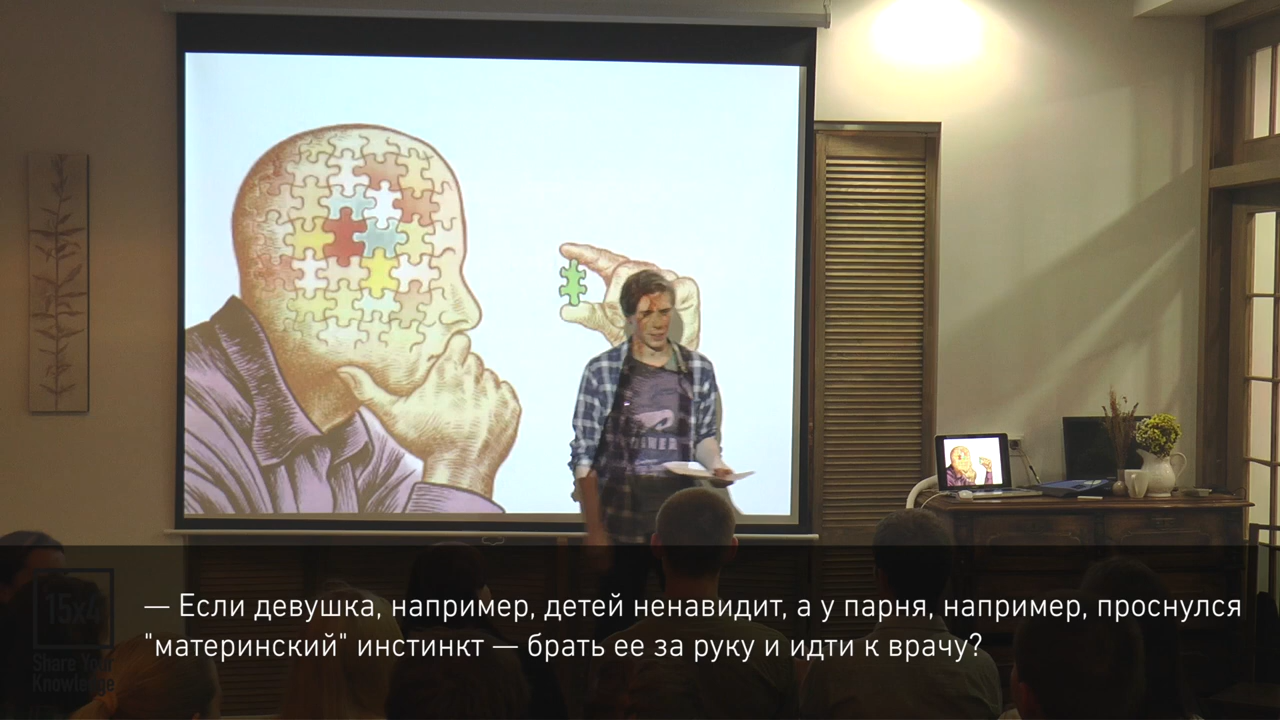 — Если девушка, например, детей ненавидит, а у парня, например, проснулся
"материнский" инстинкт — брать ее за руку и идти к врачу?
15x4
Share Your
Knowledge